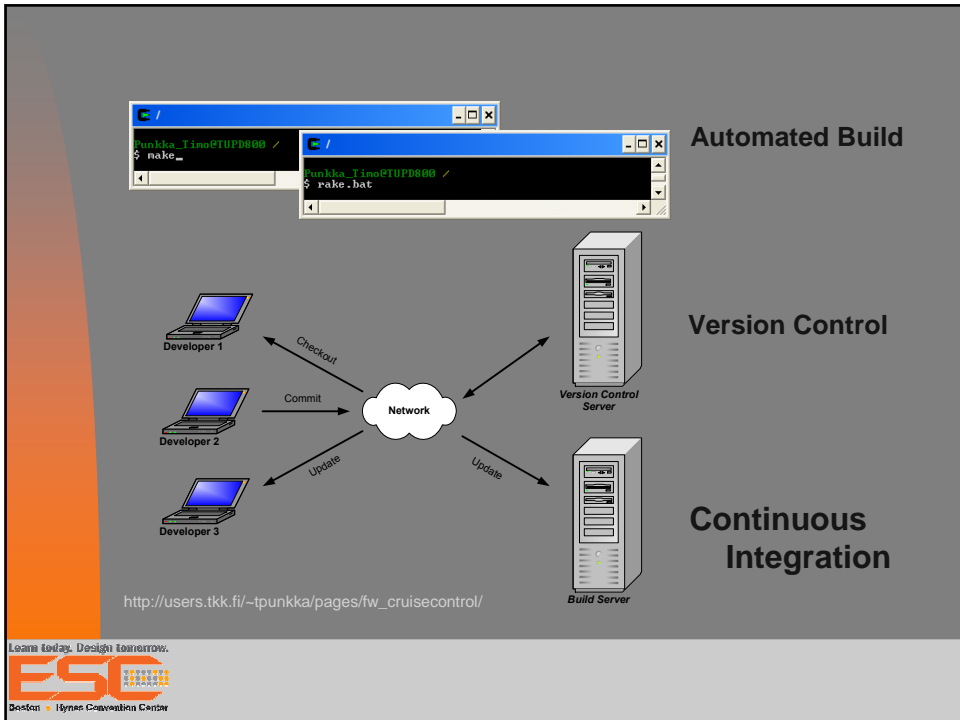 /
Punkka_Timo@TUPD800 /
$ make_
/
Punkka_Timo@TUPD800 /
$ rake.bat
Automated Build
Developer 1
Checkout
Version Control
Version Control
Server
Commit
Network
Developer 2
Update
Update
Developer 3
Continuous
Integration
Build Server
http://users.tkk.fi/~tpunkka/pages/fw_cruisecontrol/
Learn today. Design tomorrow.
ESC
Boston Hynes Convention Center